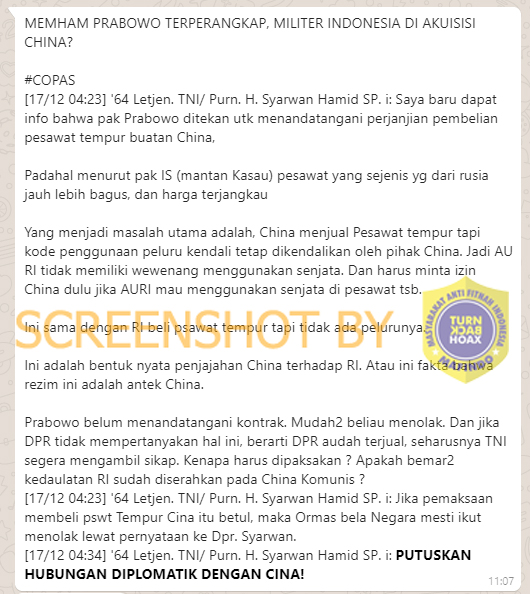 MEMHAM PRABOWO TERPERANGKAP, MILITER INDONESIA DI AKUISISI
CHINA?
#COPAS
[17/12 04:23] '64 Letjen. TNI/ Purn. H. Syarwan Hamid SP. i: Saya baru dapat
info bahwa pak Prabowo ditekan utk menandatangani perjanjian pembelian
pesawat tempur buatan China,
Padahal menurut pak IS (mantan Kasau) pesawat yg sejenis yg dari rusia
jauh lebih bagus, dan harga terjangkau
Yang menjadi masalah utama adalah, China menjual Pesawat tempur tapi
kode penggunaan peluru kendali tetap dikendalikan oleh pihak China. Jadi AU
RI tidak memiliki wewenang menggunakan senjata. Dan harus minta izin
China dulu jika AURI mau menggunakan senjata di pesawat tsb.
SCREENSHOT BY
MASYARAKAT ANTI FITNAH INDONESIA
TURN
BACK
HOAX
MAFINDO
Ini sama dengan RI beli psawat tempur tapi tidak ada pelurunya.
Ini adalah bentuk nyata penjajahan China terhadap RI. Atau ini fakta bahwa
rezim ini adalah antek China.
Prabowo belum menandatangani kontrak. Mudah2 beliau menolak. Dan jika
DPR tidak mempertanyakan hal ini, berarti DPR audah terjual, seharusnya TNI
segera mengambil sikap. Kenapa harus dipaksakan ? Apakah bemar2
kedaulatan RI sudah diserahkan pada China Komunis ?
[17/12 04:23] '64 Letjen. TNI/ Purn. H. Syarwan Hamid SP. i: Jika pemaksaan
membeli pswt Tempur Cina itu betul, maka Ormas bela Negara mesti ikut
menolak lewat pernyataan ke Dpr. Syarwan.
[17/12 04:34] '64 Letjen. TNI/ Purn. H. Syarwan Hamid SP. i: PUTUSKAN
HUBUNGAN DIPLOMATIK DENGAN CINA!
11:07